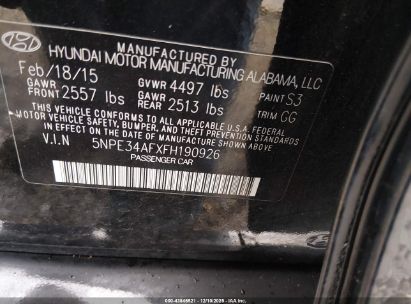 MANUFACTURED BY
HYUNDAI MOTOR MANUFACTURING ALABAMA, LLC
Feb/18/15 GVWR 4497 lbs PAINT S3
GAWR FRONT 2557 lbs GAWR REAR 2513 lbs TRIM GG
THIS VEHICLE CONFORMS TO ALL APPLICABLE FEDERAL
MOTOR VEHICLE SAFETY, BUMPER, AND THEFT PREVENTION STANDARDS
IN EFFECT ON THE DATE OF MANUFACTURE SHOWN ABOVE.
V.I.N 5NPE34AFXFH190926
PASSENGER CAR